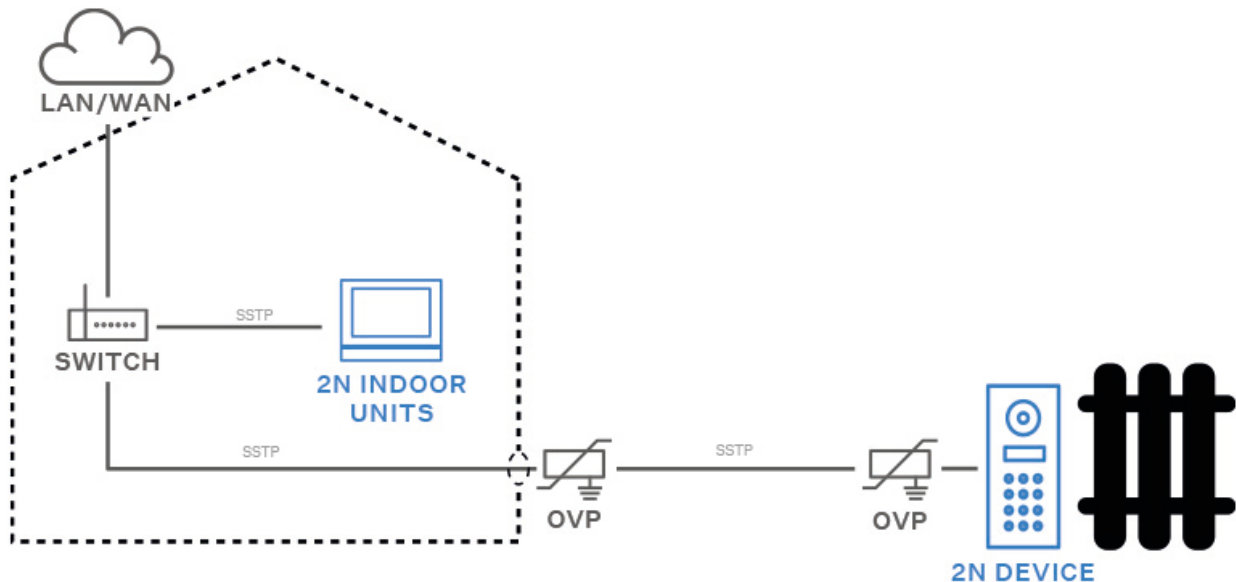 LAN/WAN
SSTP
SWITCH
2N INDOOR
UNITS
SSTP
SSTP
OVP
OVP
2N DEVICE